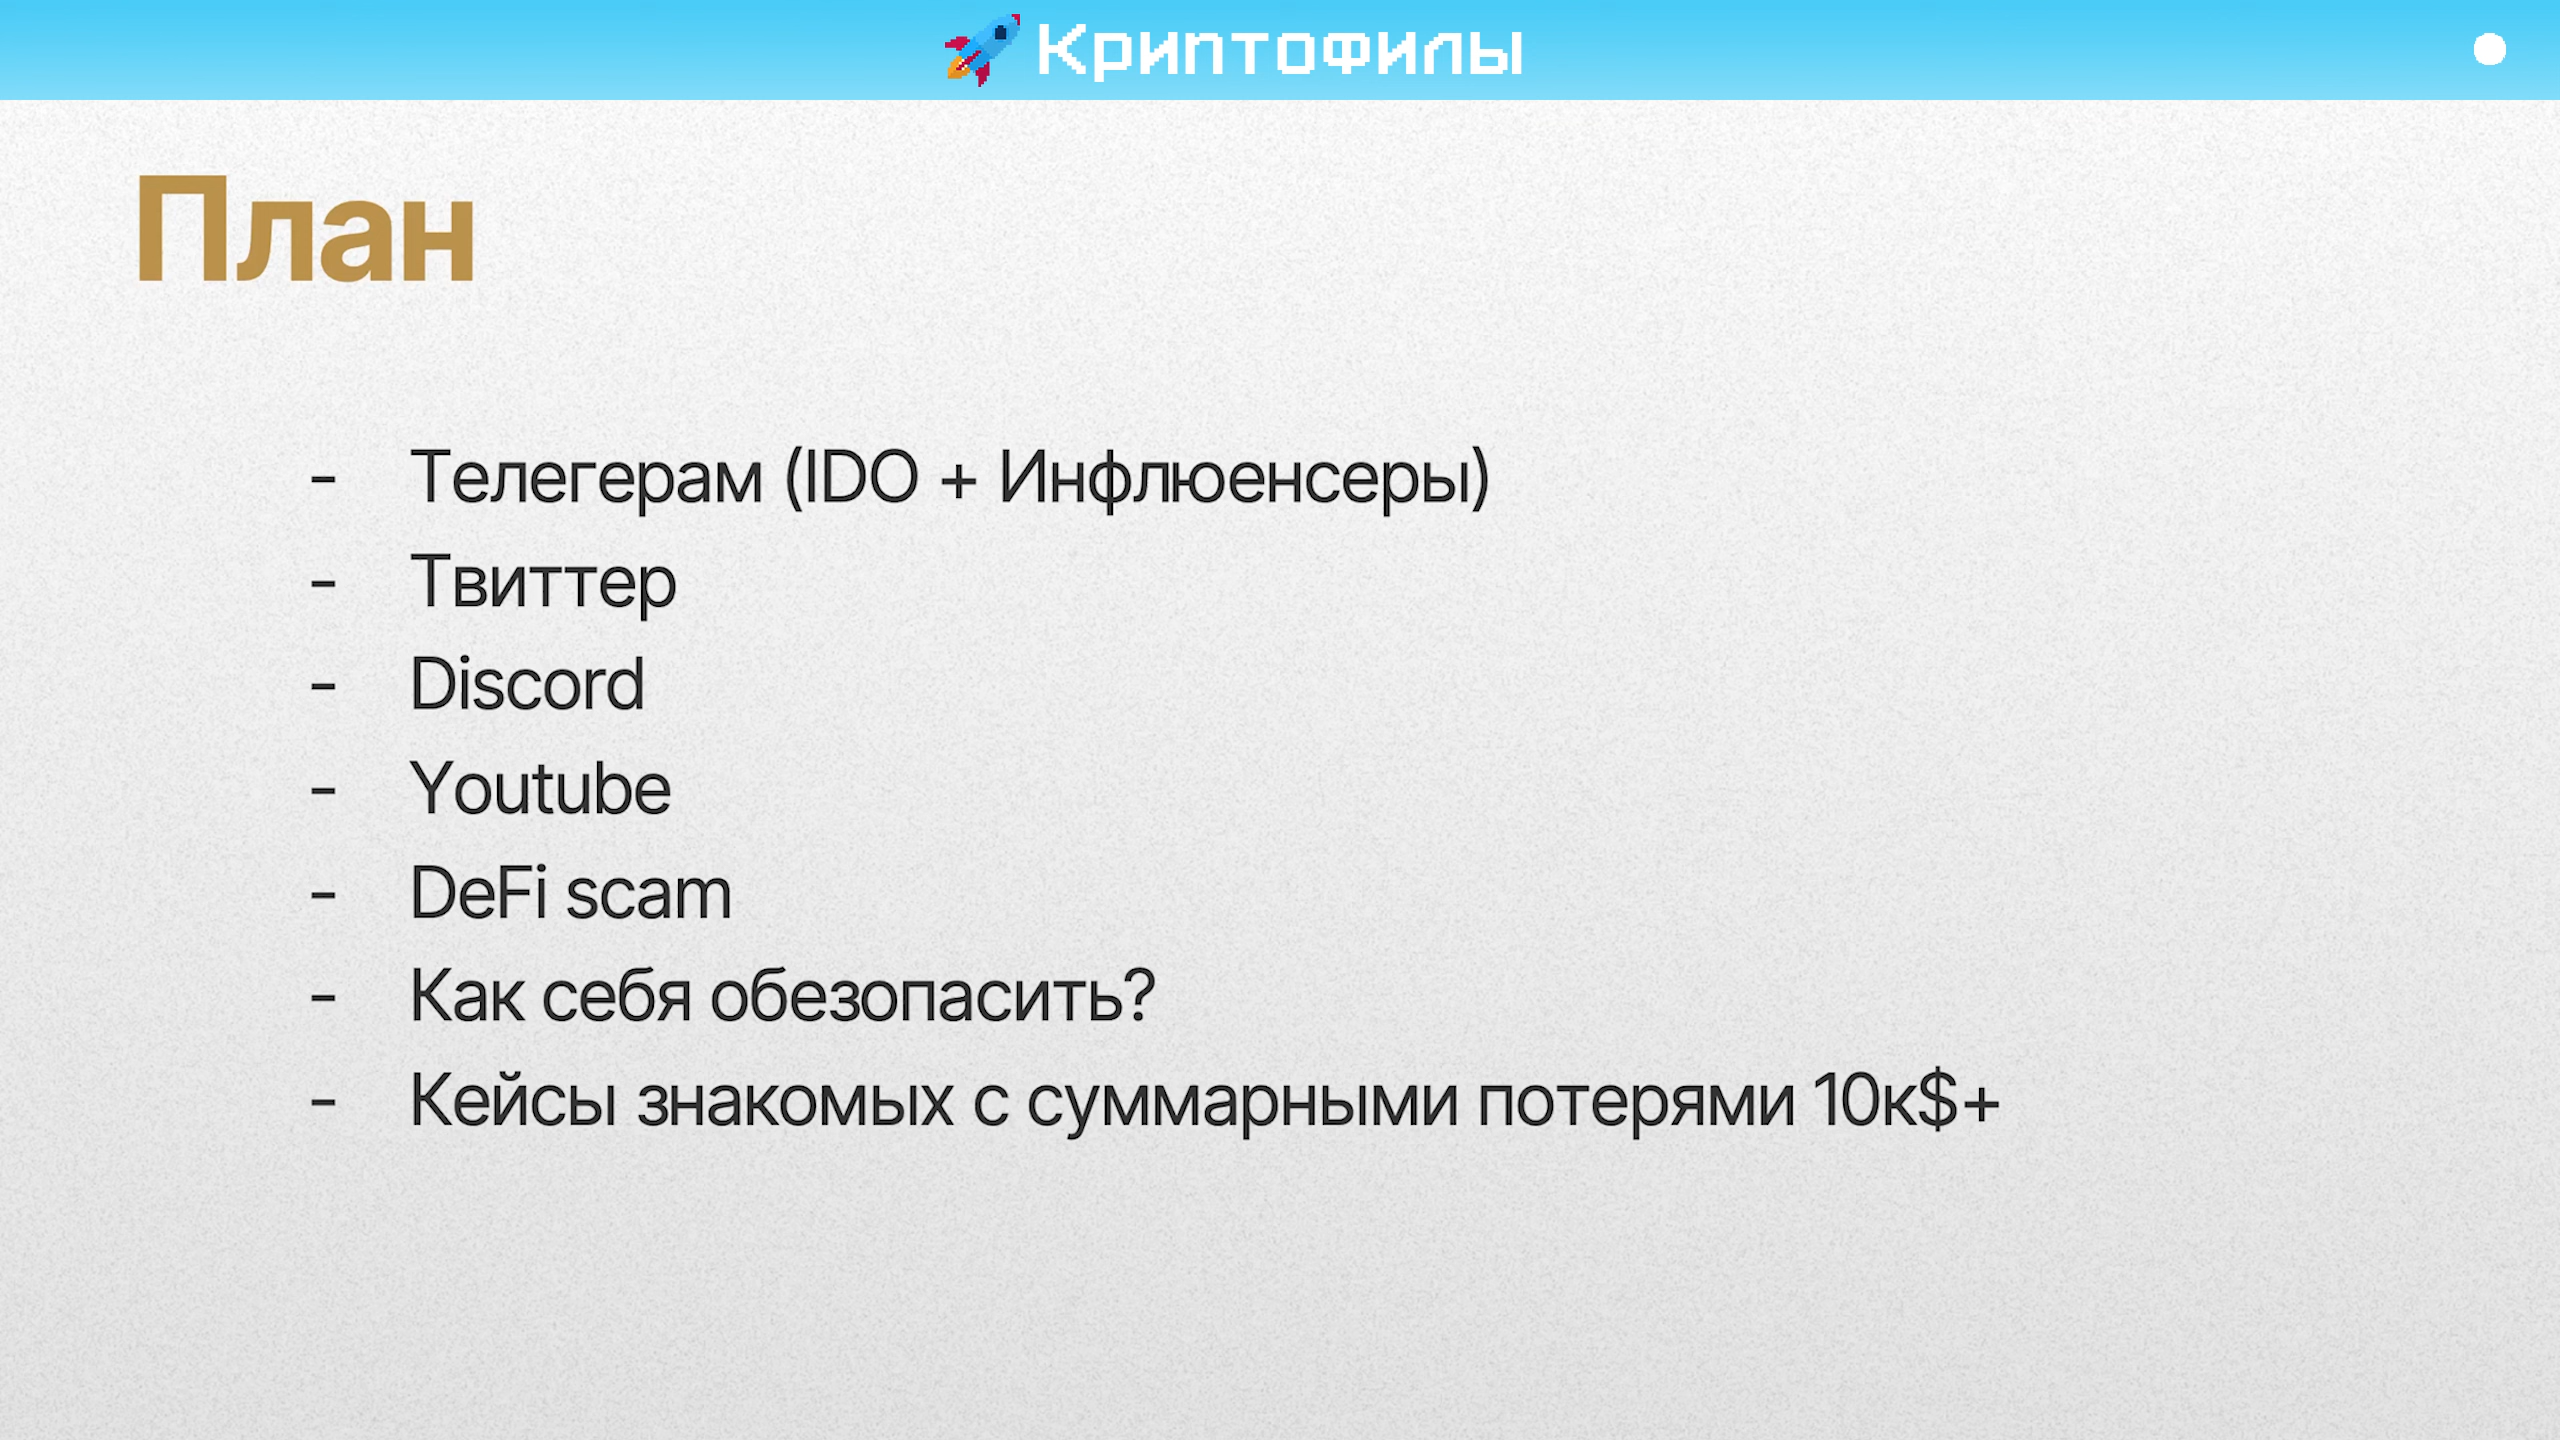 Криптофилы
План
- Телегерам (IDO + Инфлюенсеры)
- Твиттер
- Discord
- Youtube
- DeFi scam
- Как себя обезопасить?
- Кейсы знакомых с суммарными потерями 10к$+